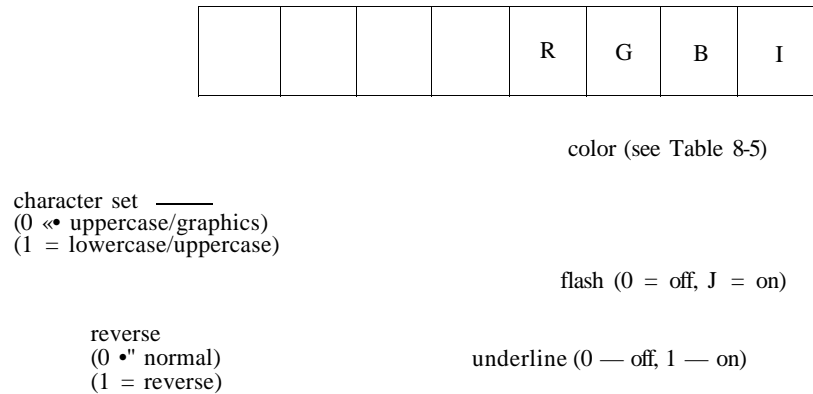 R G B I
color (see Table 8-5)
character set
(0 «• uppercase/graphics)
(1 = lowercase/uppercase)
flash (0 = off, J = on)
reverse
(0 •" normal)
(1 = reverse)
underline (0 — off, 1 — on)